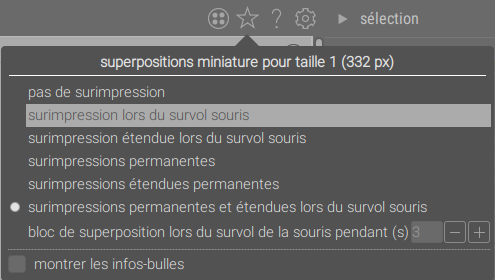 sélection
superpositions miniature pour taille 1 (332 px)
pas de surimpression
surimpression lors du survol souris
surimpression étendue lors du survol souris
surimpressions permanentes
surimpressions étendues permanentes
surimpressions permanentes et étendues lors du survol souris
bloc de superposition lors du survol de la souris pendant (s) 3
montrer les infos-bulles